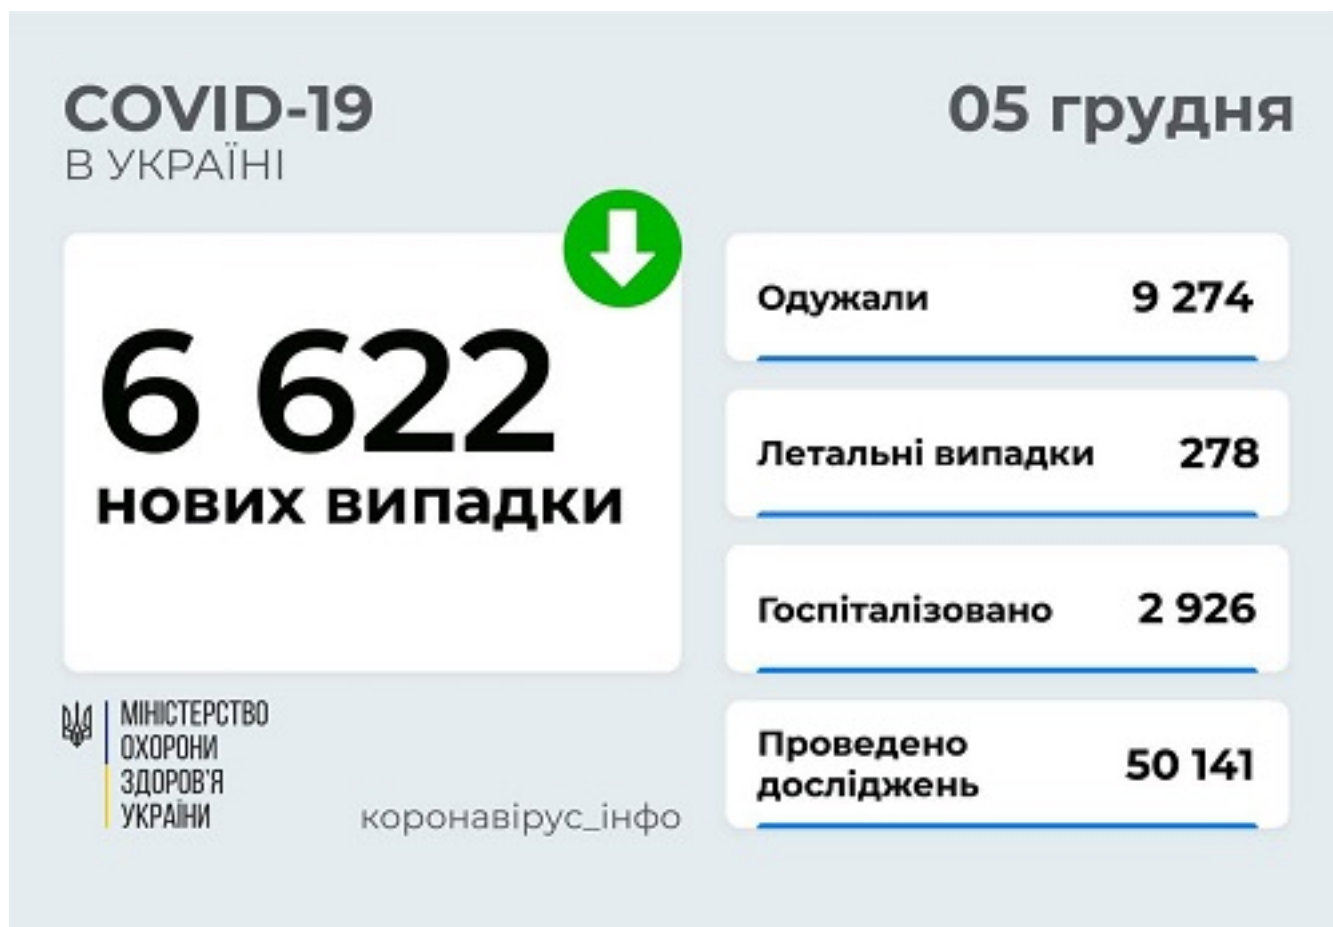 COVID-19
В УКРАЇНІ
05 грудня
6 622
нових випадки
Одужали 9 274
Летальні випадки 278
Госпіталізовано 2 926
Проведено
досліджень 50 141
МІНІСТЕРСТВО
ОХОРОНИ
ЗДОРОВ'Я
УКРАЇНИ
коронавірус_інфо